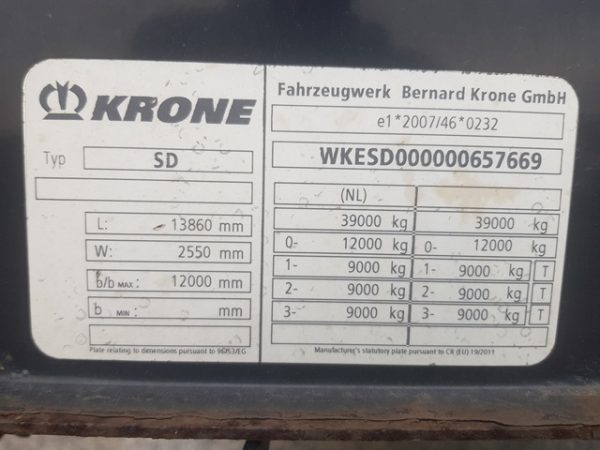 KRONE
Typ SD
L: 13860 mm
W: 2550 mm
b/b MAX: 12000 mm
b MIN: mm
Plate relating to dimensions pursuant to 96/53/EG
Fahrzeugwerk Bernard Krone GmbH
e1*2007/46*0232
WKESD000000657669
(NL)
39000 kg 39000 kg
0- 12000 kg 0- 12000 kg
1- 9000 kg 1- 9000 kg T
2- 9000 kg 2- 9000 kg T
3- 9000 kg 3- 9000 kg T
Manufacturer's statutory plate pursuant to CR (EU) 19/2011